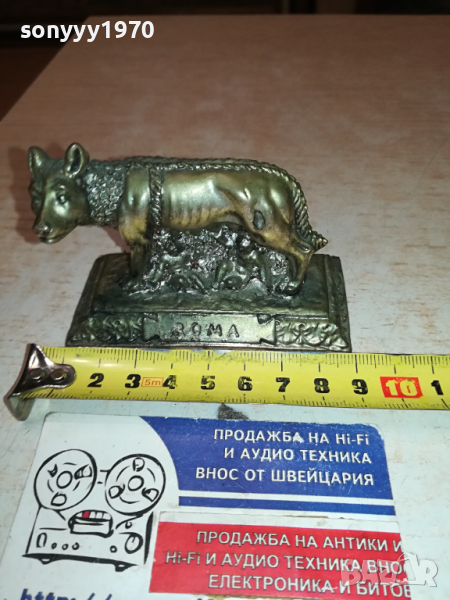 sonyyy1970
ROMA
2 3 5m 4 5 6 7 8 9 10 1
ПРОДАЖБА НА Hi-Fi
И АУДИО ТЕХНИКА
ВНОС ОТ ШВЕЙЦАРИЯ
ПРОДАЖБА НА АНТИКИ И
Hi-Fi И АУДИО ТЕХНИКА ВНО
ЕЛЕКТРОНИКА И БИТОВ